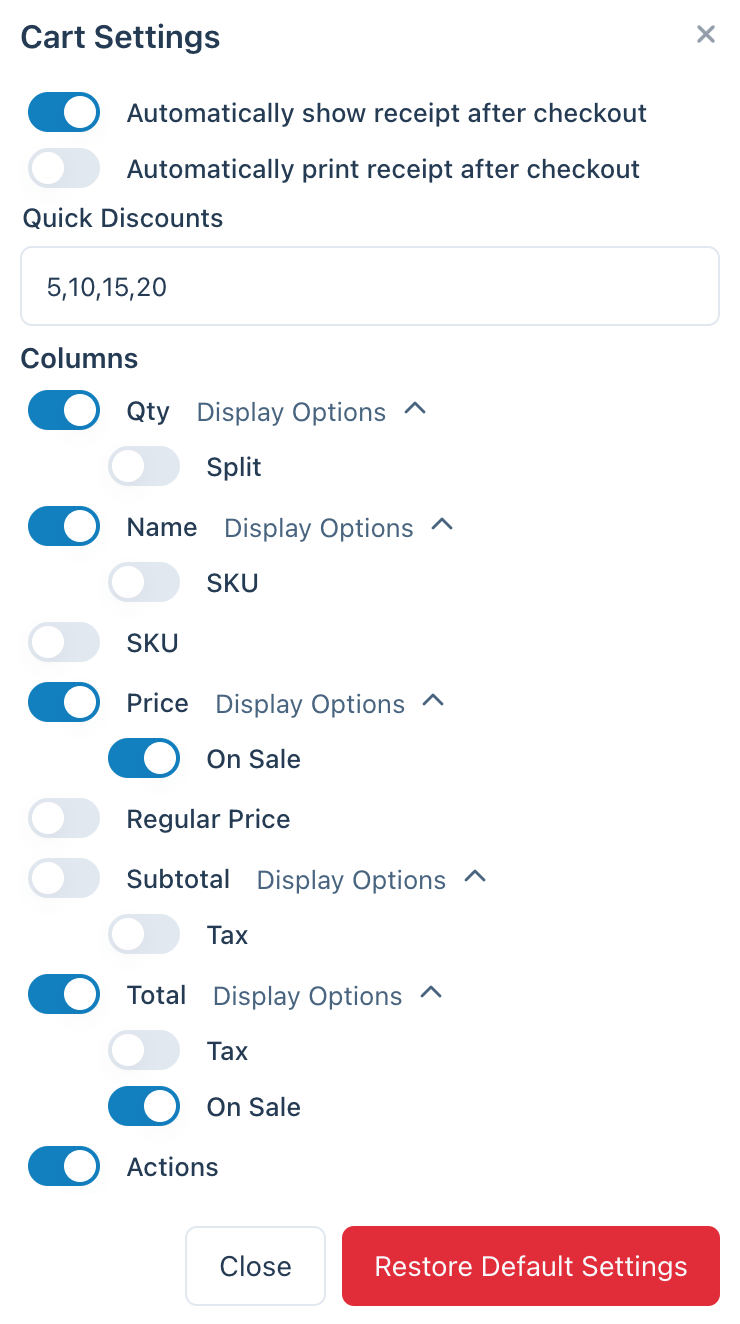 Cart Settings
Automatically show receipt after checkout
Automatically print receipt after checkout
Quick Discounts
5,10,15,20
Columns
Qty Display Options
Split
Name Display Options
SKU
SKU
Price Display Options
On Sale
Regular Price
Subtotal Display Options
Tax
Total Display Options
Tax
On Sale
Actions
Close Restore Default Settings